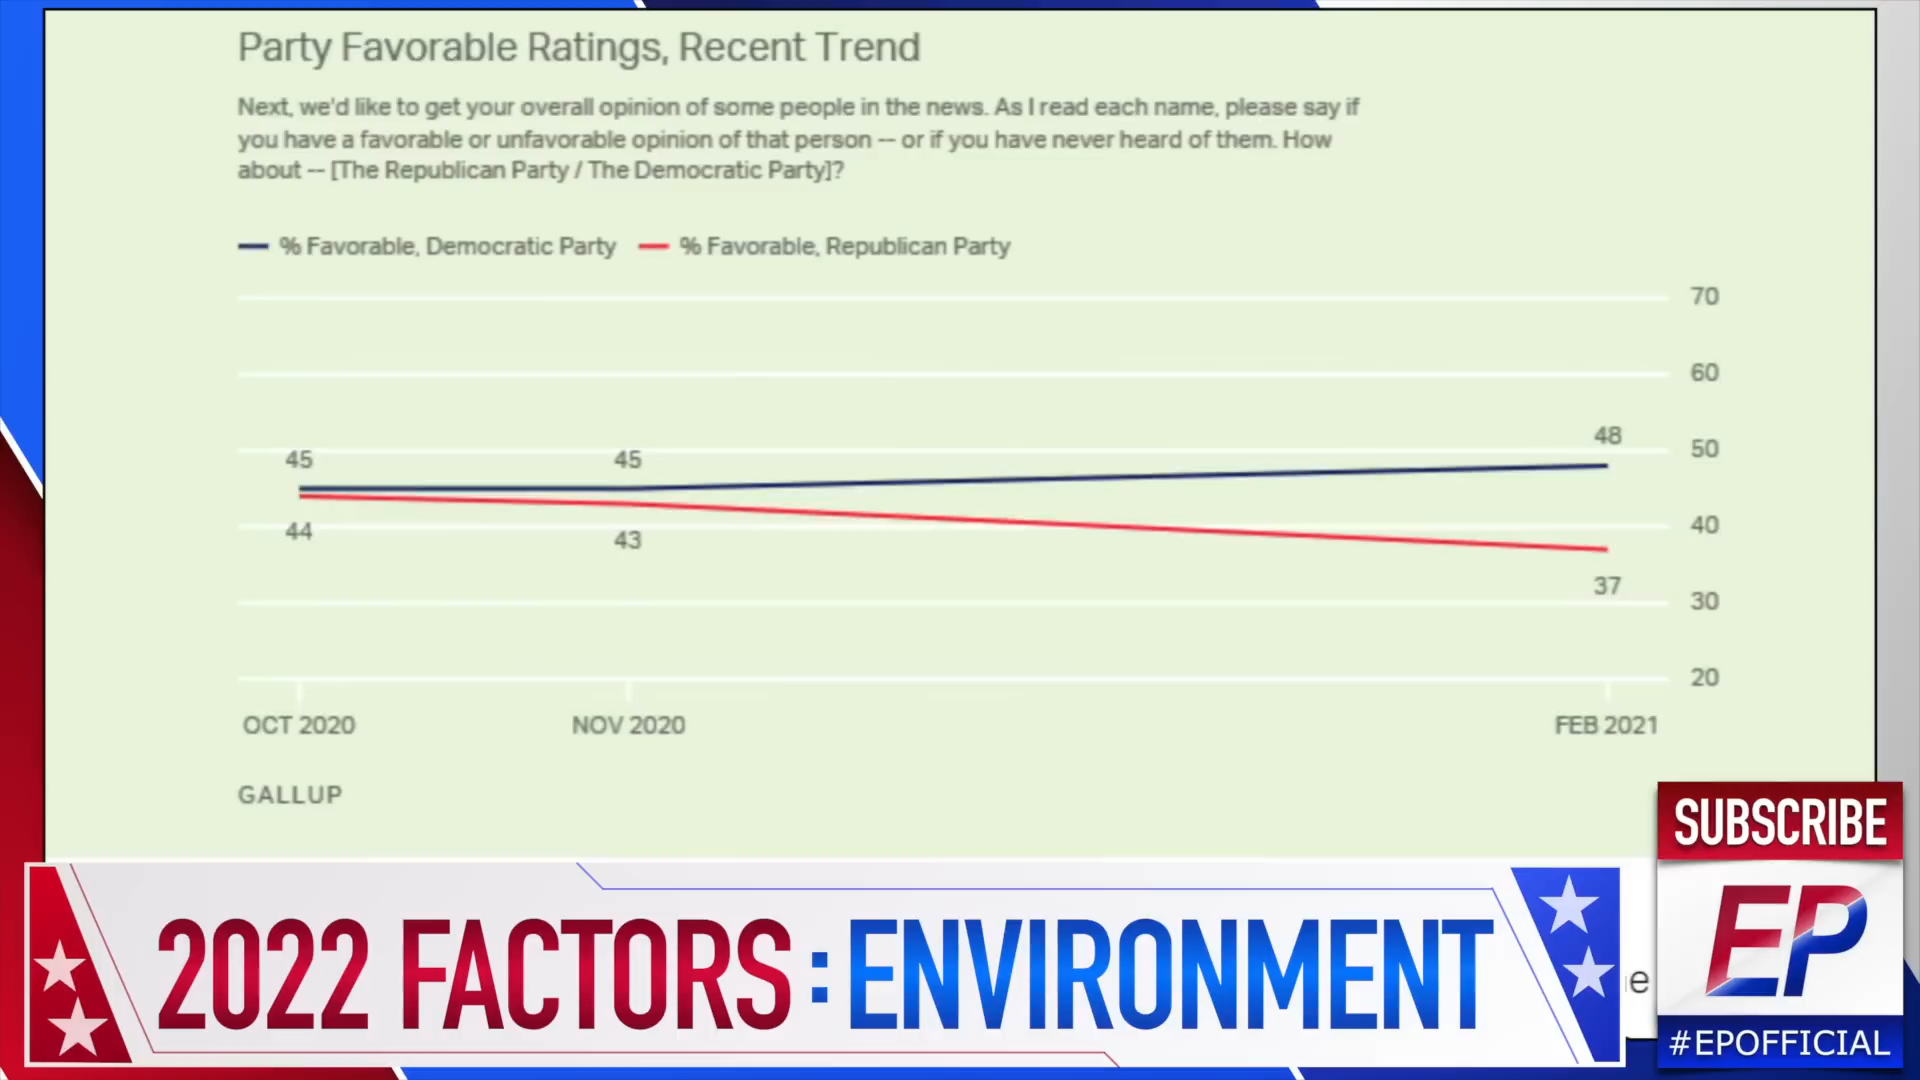 Party Favorable Ratings, Recent Trend
Next, we'd like to get your overall opinion of some people in the news. As I read each name, please say if
you have a favorable or unfavorable opinion of that person -- or if you have never heard of them. How
about -- [The Republican Party / The Democratic Party]?
% Favorable, Democratic Party % Favorable, Republican Party
70
60
50
40
30
20
45 45 48
44 43 37
OCT 2020 NOV 2020 FEB 2021
GALLUP
2022 FACTORS : ENVIRONMENT
SUBSCRIBE
EP
#EPOFFICIAL